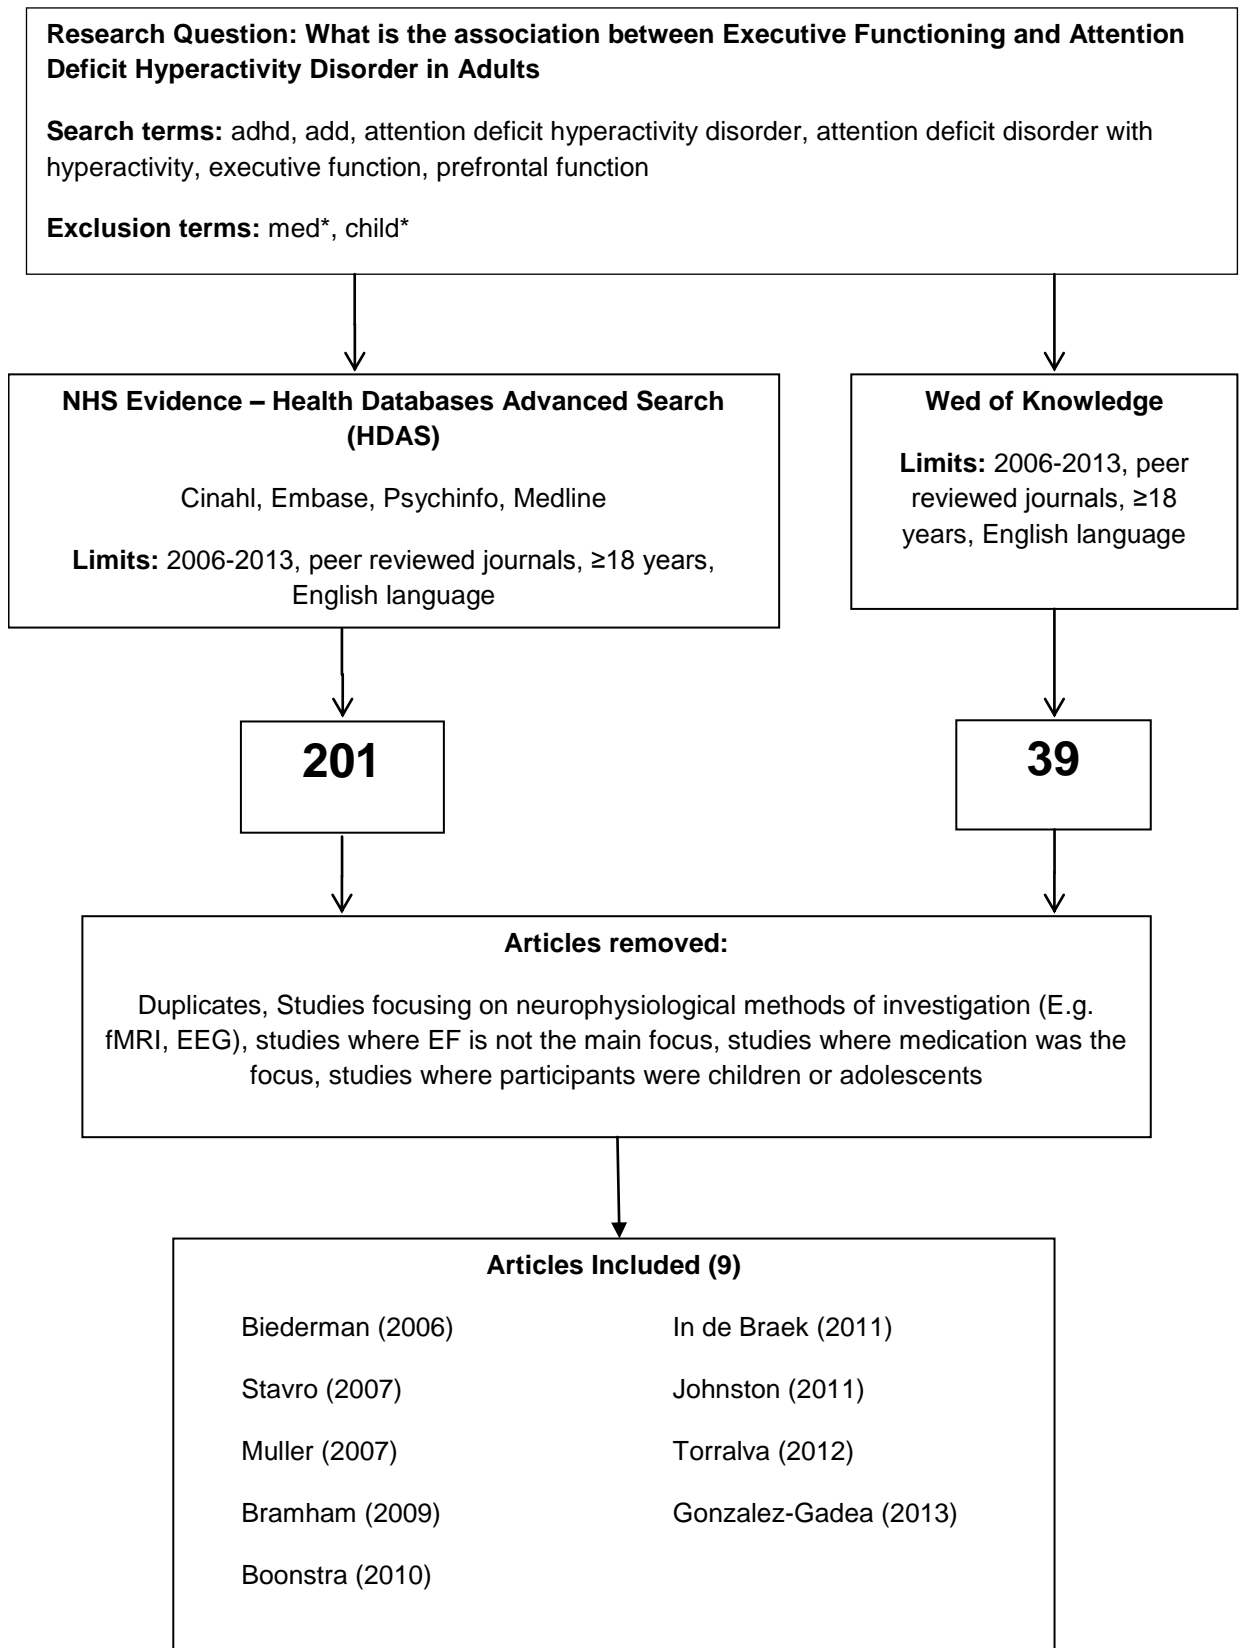 Research Question: What is the association between Executive Functioning and Attention
Deficit Hyperactivity Disorder in Adults
Search terms: adhd, add, attention deficit hyperactivity disorder, attention deficit disorder with
hyperactivity, executive function, prefrontal function
Exclusion terms: med*, child*
NHS Evidence – Health Databases Advanced Search
(HDAS)
Cinahl, Embase, Psychinfo, Medline
Limits: 2006-2013, peer reviewed journals, ≥18 years,
English language
Wed of Knowledge
Limits: 2006-2013, peer
reviewed journals, ≥18
years, English language
201
39
Articles removed:
Duplicates, Studies focusing on neurophysiological methods of investigation (E.g.
fMRI, EEG), studies where EF is not the main focus, studies where medication was the
focus, studies where participants were children or adolescents
Articles Included (9)
Biederman (2006)
Stavro (2007)
Muller (2007)
Bramham (2009)
Boonstra (2010)
In de Braek (2011)
Johnston (2011)
Torralva (2012)
Gonzalez-Gadea (2013)